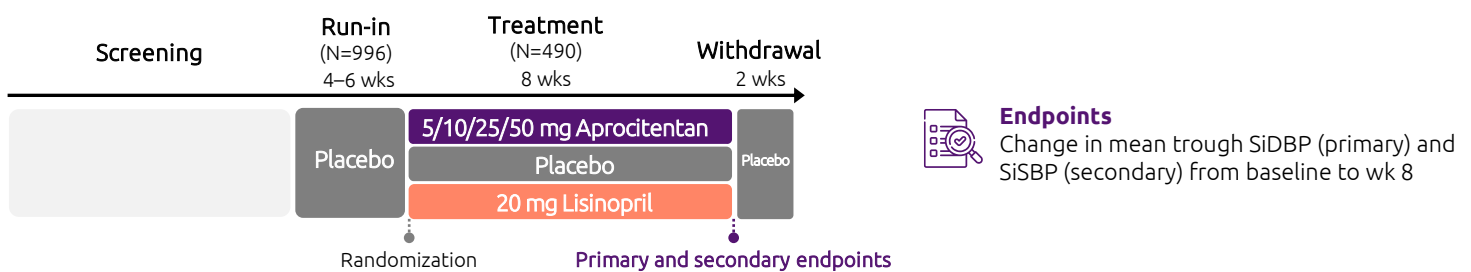 Screening
Run-in
(N=996)
4–6 wks
Treatment
(N=490)
8 wks
Withdrawal
2 wks
Placebo
5/10/25/50 mg Aprocitentan
Placebo
20 mg Lisinopril
Placebo
Randomization
Primary and secondary endpoints
Endpoints
Change in mean trough SiDBP (primary) and
SiSBP (secondary) from baseline to wk 8